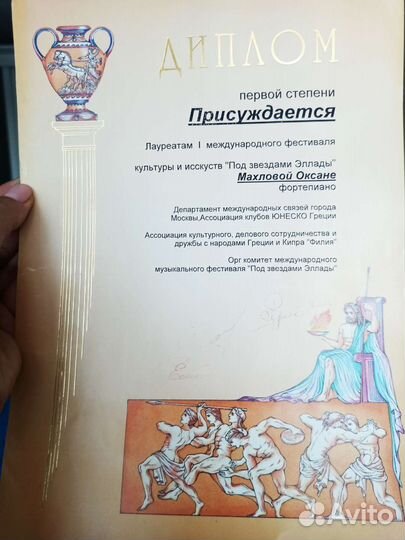 ДИПЛОМ
первой степени
Присуждается
Лауреатам I международного фестиваля
культуры и исскуств "Под звездами Эллады"
Махловой Оксане
фортепиано
Департамент международных связей города
Москвы,Ассоциация клубов ЮНЕСКО Греции
Ассоциация культурного, делового сотрудничества и
дружбы с народами Греции и Кипра "Филия"
Орг комитет международного
музыкального фестиваля "Под звездами Эллады"
Avito